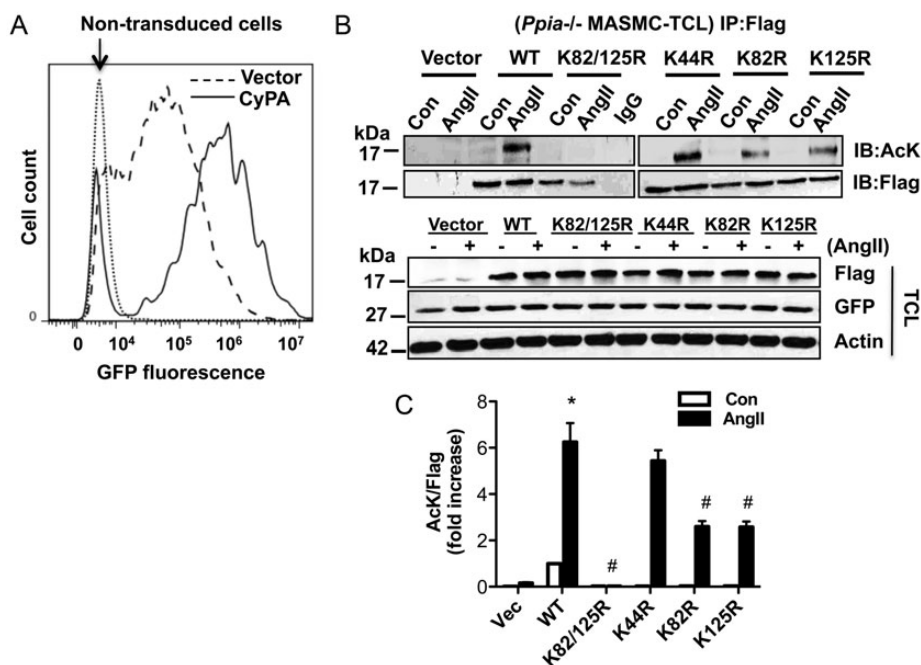 A
Non-transduced cells
Vector
CyPA
Cell count
0
0 10⁴ 10⁵ 10⁶ 10⁷
GFP fluorescence
B
(Ppia-/- MASMC-TCL) IP:Flag
Vector WT K82/125R K44R K82R K125R
Con AngII Con AngII Con AngII IgG Con AngII Con AngII Con AngII
kDa
17 IB:AcK
17 IB:Flag
Vector WT K82/125R K44R K82R K125R
- + - + - + - + - + - + (AngII)
kDa
17 Flag
27 GFP
42 Actin
TCL
C
Con
AngII
AcK/Flag
(fold increase)
8
6
4
2
0
* # # #
Vec WT K82/125R K44R K82R K125R